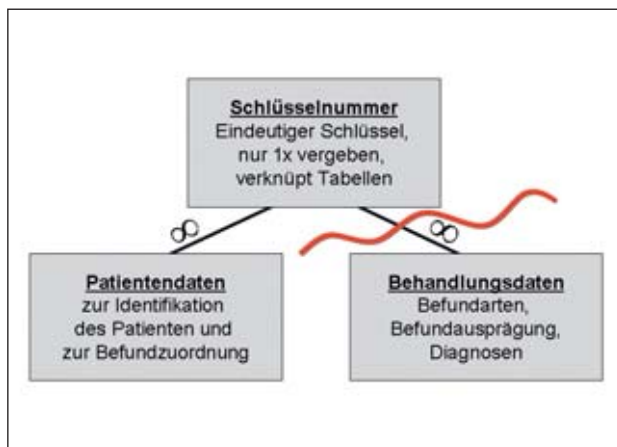 Schlüsselnummer
Eindeutiger Schlüssel,
nur 1x vergeben,
verknüpt Tabellen
∞
∞
Patientendaten
zur Identifikation
des Patienten und
zur Befundzuordnung
Behandlungsdaten
Befundarten,
Befundausprägung,
Diagnosen